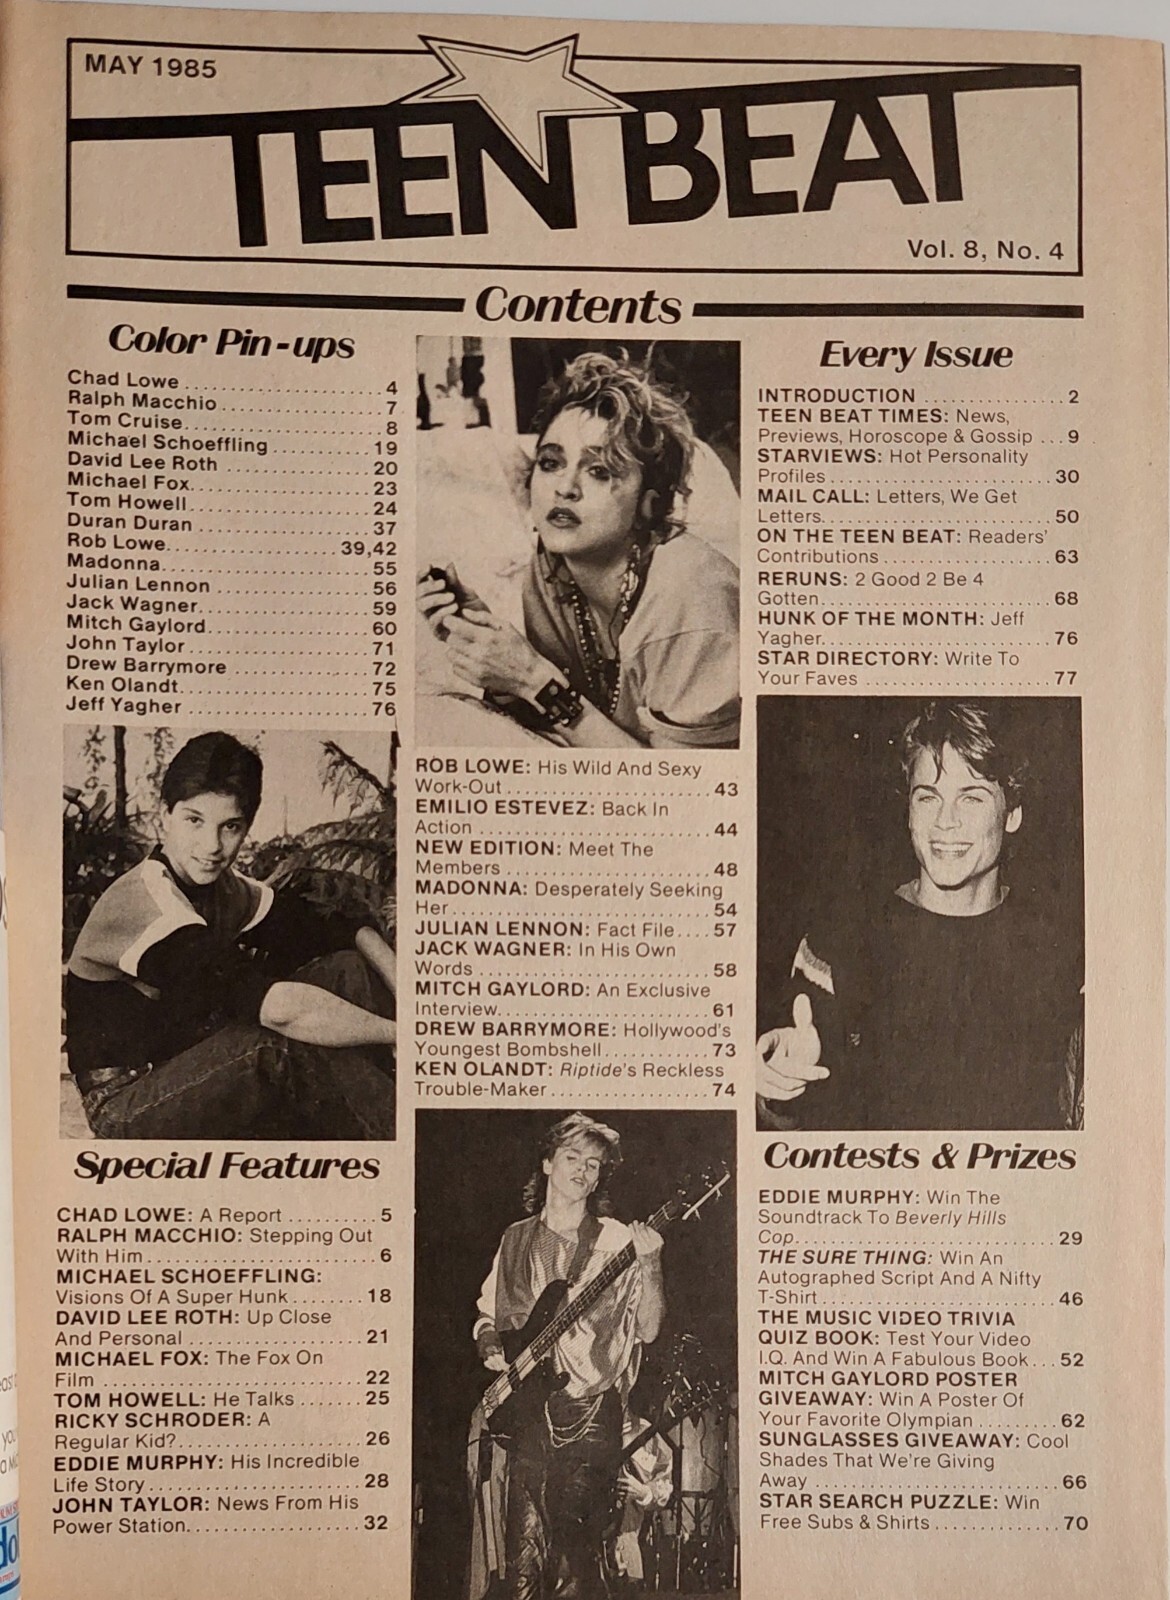 MAY 1985
TEEN BEAT
Vol. 8, No. 4
Contents
Color Pin-ups
Chad Lowe ..................... 4
Ralph Macchio ................. 7
Tom Cruise..................... 8
Michael Schoeffling ........... 19
David Lee Roth ................ 20
Michael Fox.................... 23
Tom Howell..................... 24
Duran Duran ................... 37
Rob Lowe.................... 39,42
Madonna........................ 55
Julian Lennon ................. 56
Jack Wagner.................... 59
Mitch Gaylord.................. 60
John Taylor ................... 71
Drew Barrymore ................ 72
Ken Olandt..................... 75
Jeff Yagher ................... 76
Special Features
CHAD LOWE: A Report .......... 5
RALPH MACCHIO: Stepping Out
With Him ...................... 6
MICHAEL SCHOEFFLING:
Visions Of A Super Hunk ........ 18
DAVID LEE ROTH: Up Close
And Personal .................. 21
MICHAEL FOX: The Fox On
Film .......................... 22
TOM HOWELL: He Talks ....... 25
RICKY SCHRODER: A
Regular Kid?................... 26
EDDIE MURPHY: His Incredible
Life Story .................... 28
JOHN TAYLOR: News From His
Power Station.................. 32
ROB LOWE: His Wild And Sexy
Work-Out ...................... 43
EMILIO ESTEVEZ: Back In
Action ........................ 44
NEW EDITION: Meet The
Members ....................... 48
MADONNA: Desperately Seeking
Her............................ 54
JULIAN LENNON: Fact File.... 57
JACK WAGNER: In His Own
Words ......................... 58
MITCH GAYLORD: An Exclusive
Interview...................... 61
DREW BARRYMORE: Hollywood's
Youngest Bombshell............ 73
KEN OLANDT: Riptide's Reckless
Trouble-Maker ................. 74
Every Issue
INTRODUCTION ............... 2
TEEN BEAT TIMES: News,
Previews, Horoscope & Gossip ... 9
STARVIEWS: Hot Personality
Profiles....................... 30
MAIL CALL: Letters, We Get
Letters........................ 50
ON THE TEEN BEAT: Readers'
Contributions ................. 63
RERUNS: 2 Good 2 Be 4
Gotten......................... 68
HUNK OF THE MONTH: Jeff
Yagher......................... 76
STAR DIRECTORY: Write To
Your Faves .................... 77
Contests & Prizes
EDDIE MURPHY: Win The
Soundtrack To Beverly Hills
Cop............................ 29
THE SURE THING: Win An
Autographed Script And A Nifty
T-Shirt ....................... 46
THE MUSIC VIDEO TRIVIA
QUIZ BOOK: Test Your Video
I.Q. And Win A Fabulous Book ... 52
MITCH GAYLORD POSTER
GIVEAWAY: Win A Poster Of
Your Favorite Olympian ......... 62
SUNGLASSES GIVEAWAY: Cool
Shades That We're Giving
Away .......................... 66
STAR SEARCH PUZZLE: Win
Free Subs & Shirts ............. 70